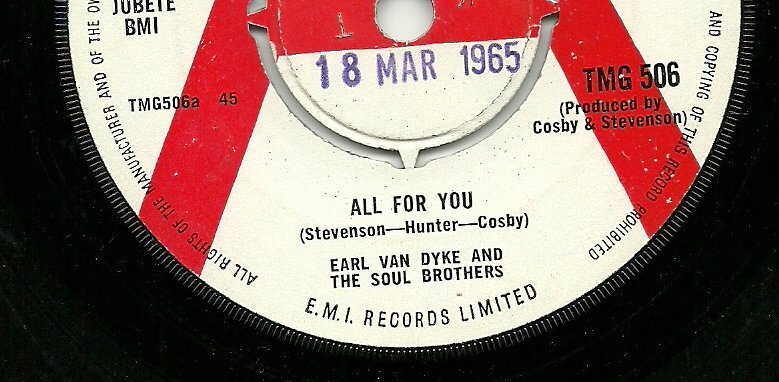 JOBETE
BMI
18 MAR 1965
TMG 506
(Produced by
Cosby & Stevenson)
TMG506a 45
ALL FOR YOU
(Stevenson—Hunter—Cosby)
EARL VAN DYKE AND
THE SOUL BROTHERS
E.M.I. RECORDS LIMITED
ALL RIGHTS OF THE MANUFACTURER AND OF THE
AND COPYING OF THIS RECORD PROHIBITED